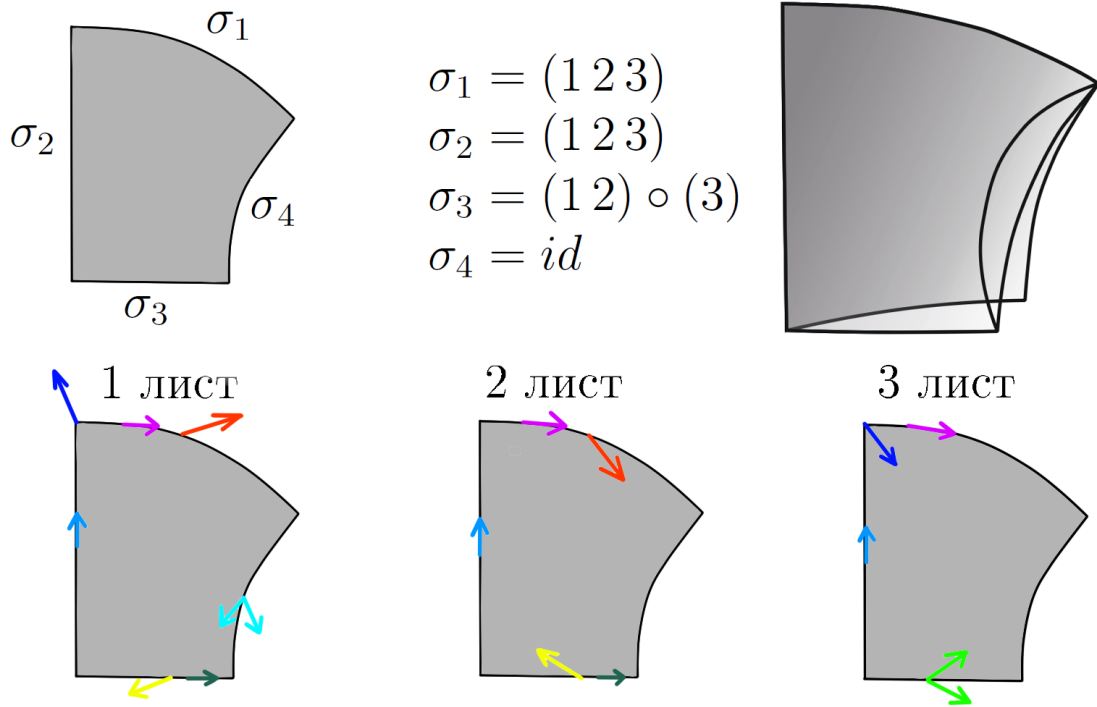 σ₁
σ₂
σ₄
σ₃
σ₁ = (1 2 3)
σ₂ = (1 2 3)
σ₃ = (1 2) ∘ (3)
σ₄ = id
1 лист
2 лист
3 лист